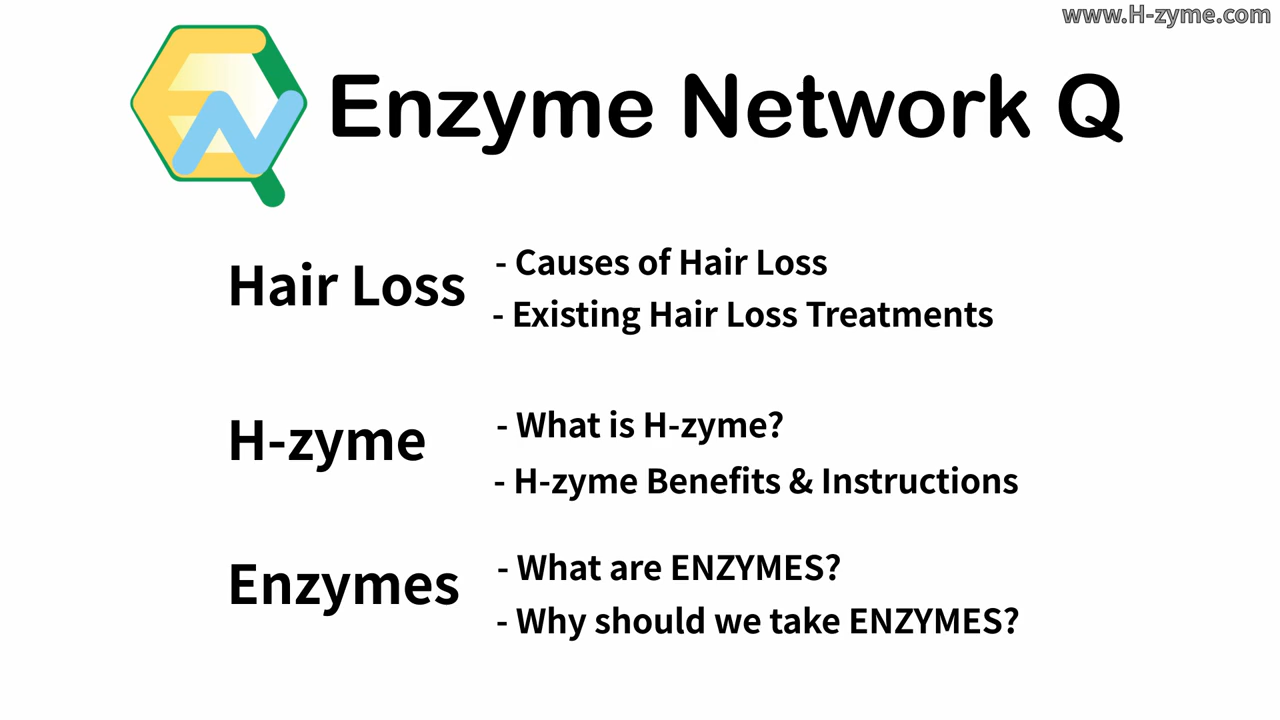 www.H-zyme.com
Enzyme Network Q
Hair Loss
- Causes of Hair Loss
- Existing Hair Loss Treatments
H-zyme
- What is H-zyme?
- H-zyme Benefits & Instructions
Enzymes
- What are ENZYMES?
- Why should we take ENZYMES?